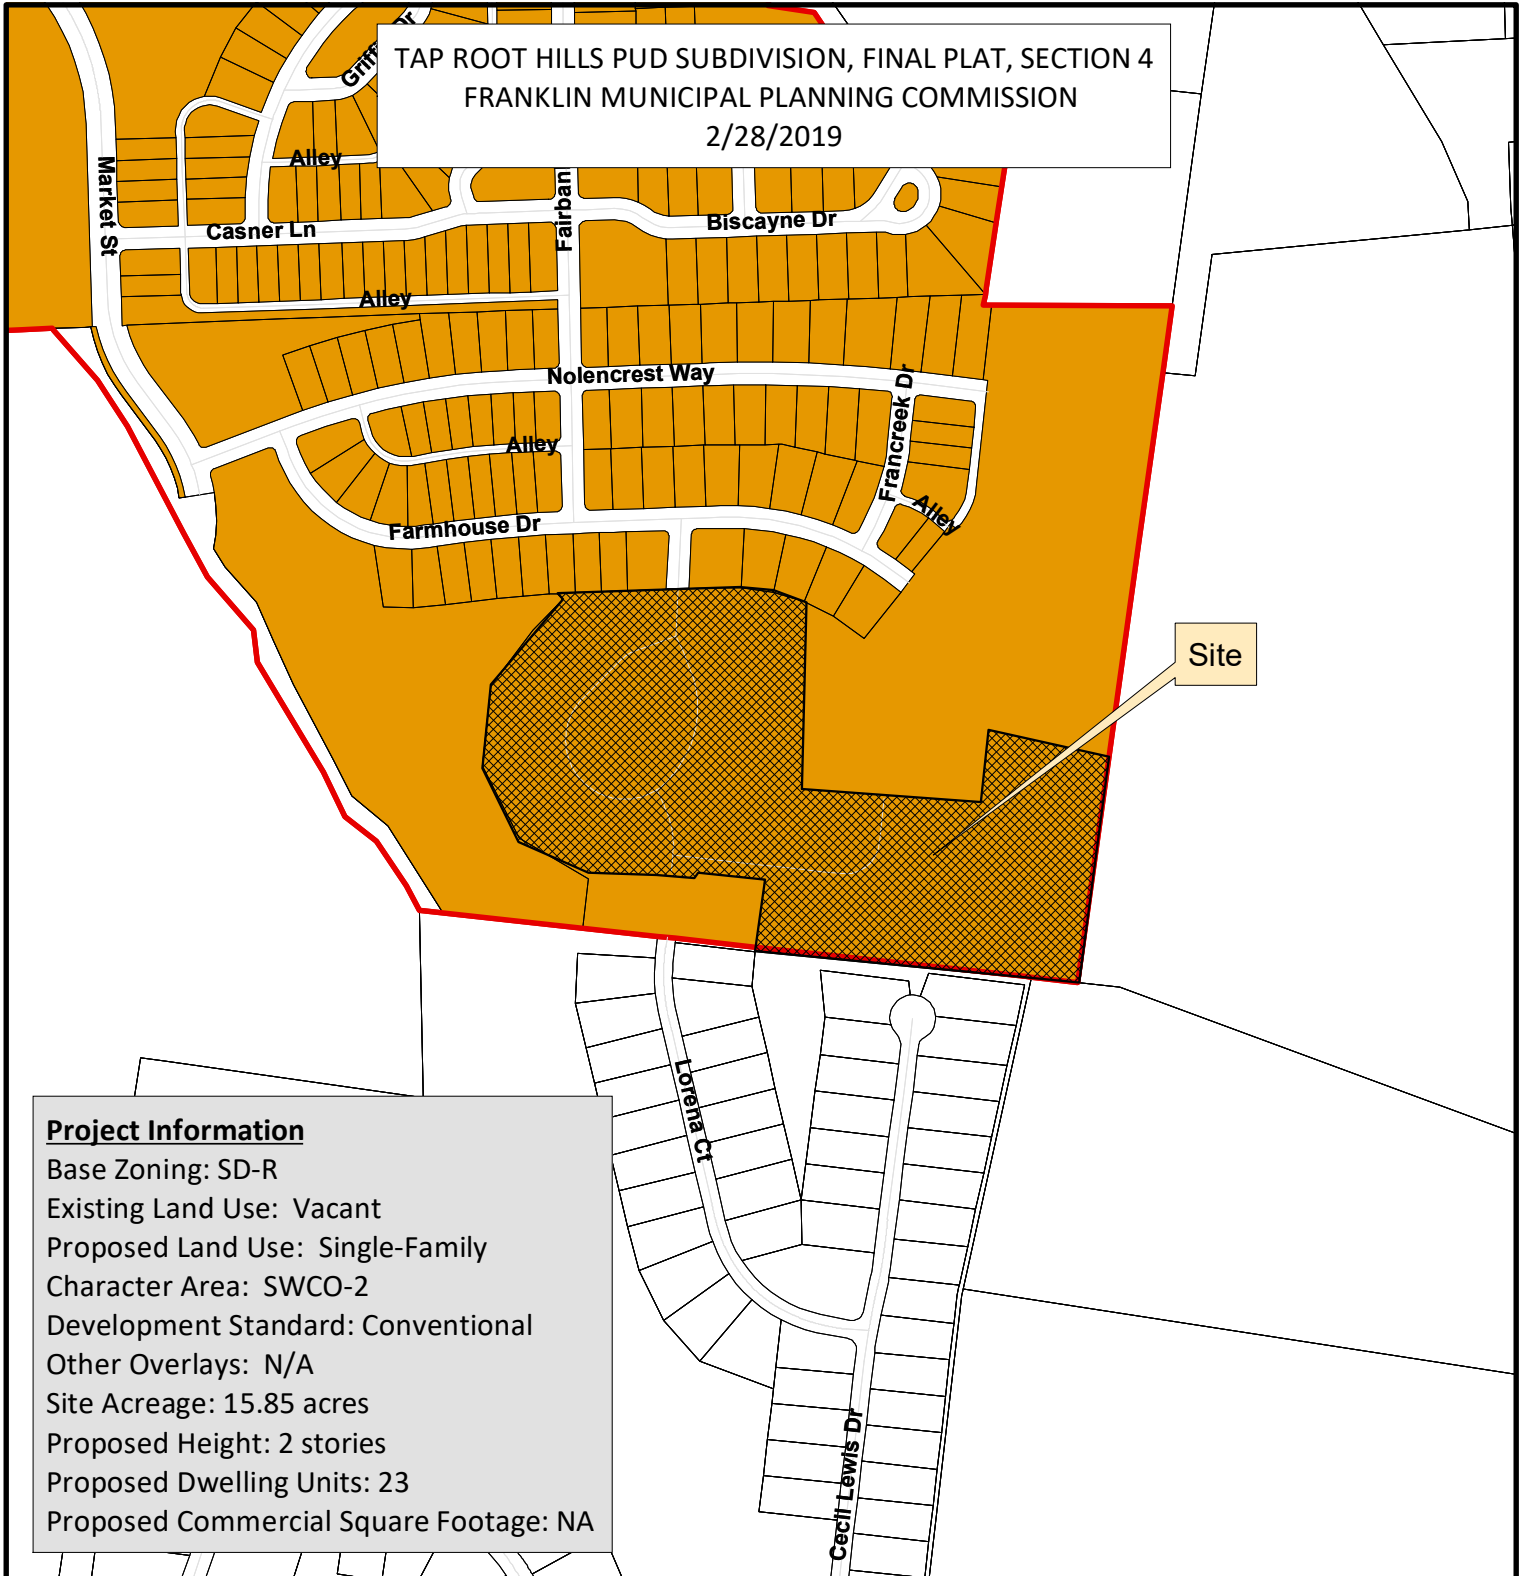 TAP ROOT HILLS PUD SUBDIVISION, FINAL PLAT, SECTION 4
FRANKLIN MUNICIPAL PLANNING COMMISSION
2/28/2019
Alley
Market St
Casner Ln
Fairban
Biscayne Dr
Alley
Nolencrest Way
Francreek Dr
Alley
Alley
Farmhouse Dr
Site
Lorena Ct
Cecil Lewis Dr
Project Information
Base Zoning: SD-R
Existing Land Use: Vacant
Proposed Land Use: Single-Family
Character Area: SWCO-2
Development Standard: Conventional
Other Overlays: N/A
Site Acreage: 15.85 acres
Proposed Height: 2 stories
Proposed Dwelling Units: 23
Proposed Commercial Square Footage: NA